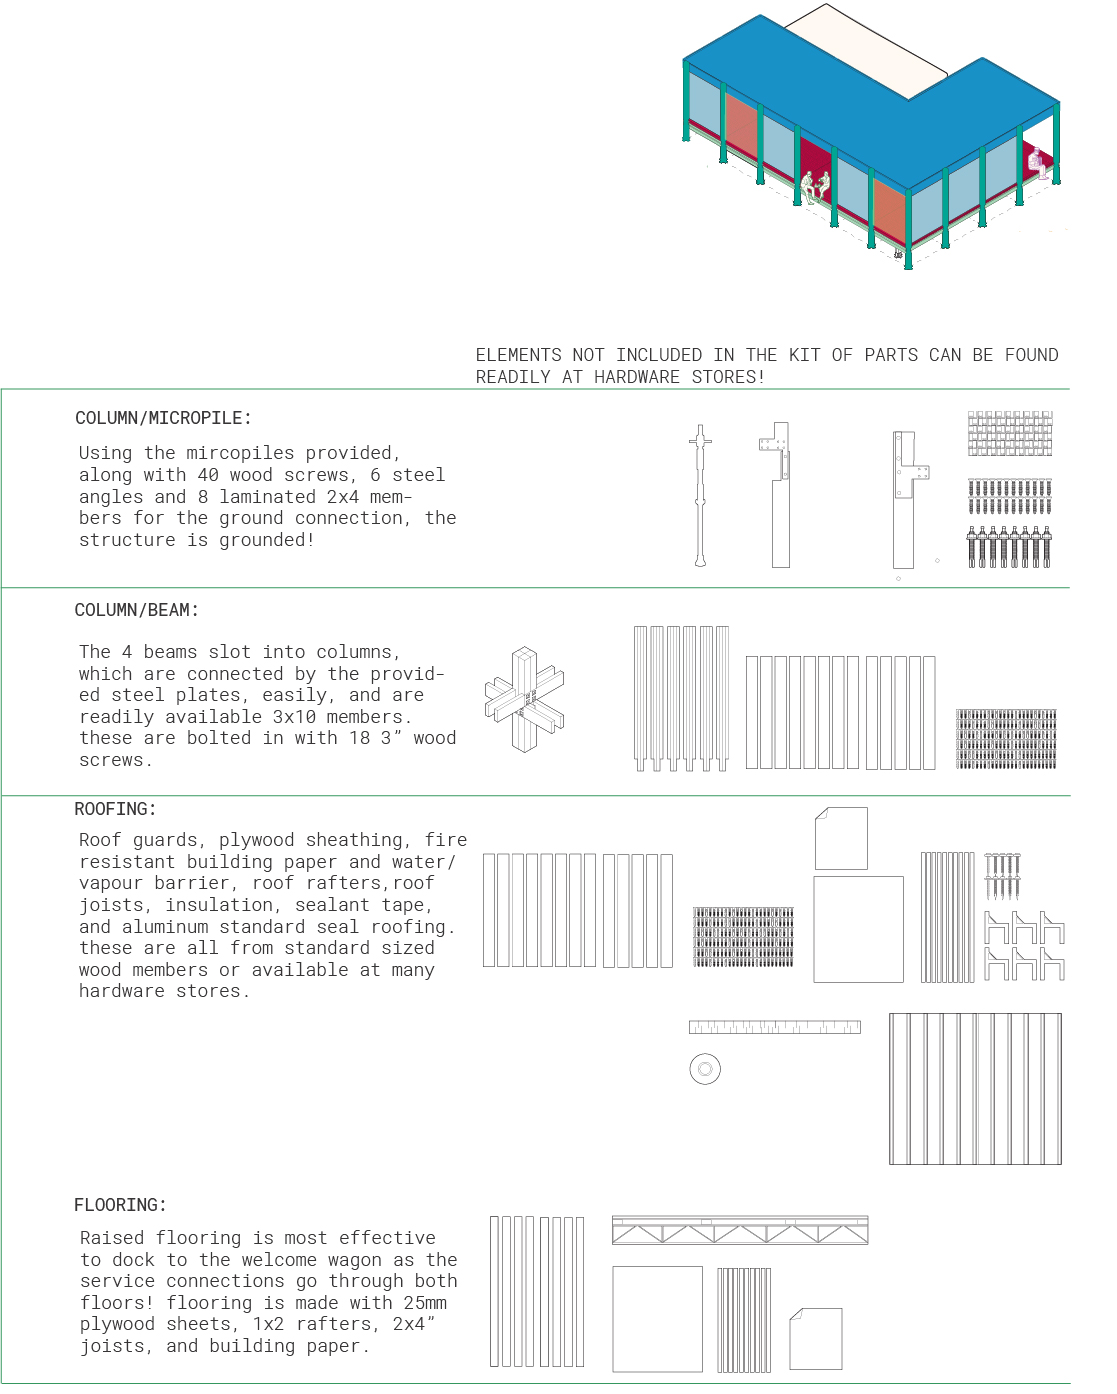 ELEMENTS NOT INCLUDED IN THE KIT OF PARTS CAN BE FOUND
READILY AT HARDWARE STORES!
COLUMN/MICROPILE:
Using the mircopiles provided,
along with 40 wood screws, 6 steel
angles and 8 laminated 2x4 mem-
bers for the ground connection, the
structure is grounded!
COLUMN/BEAM:
The 4 beams slot into columns,
which are connected by the provid-
ed steel plates, easily, and are
readily available 3x10 members.
these are bolted in with 18 3” wood
screws.
ROOFING:
Roof guards, plywood sheathing, fire
resistant building paper and water/
vapour barrier, roof rafters,roof
joists, insulation, sealant tape,
and aluminum standard seal roofing.
these are all from standard sized
wood members or available at many
hardware stores.
FLOORING:
Raised flooring is most effective
to dock to the welcome wagon as the
service connections go through both
floors! flooring is made with 25mm
plywood sheets, 1x2 rafters, 2x4”
joists, and building paper.